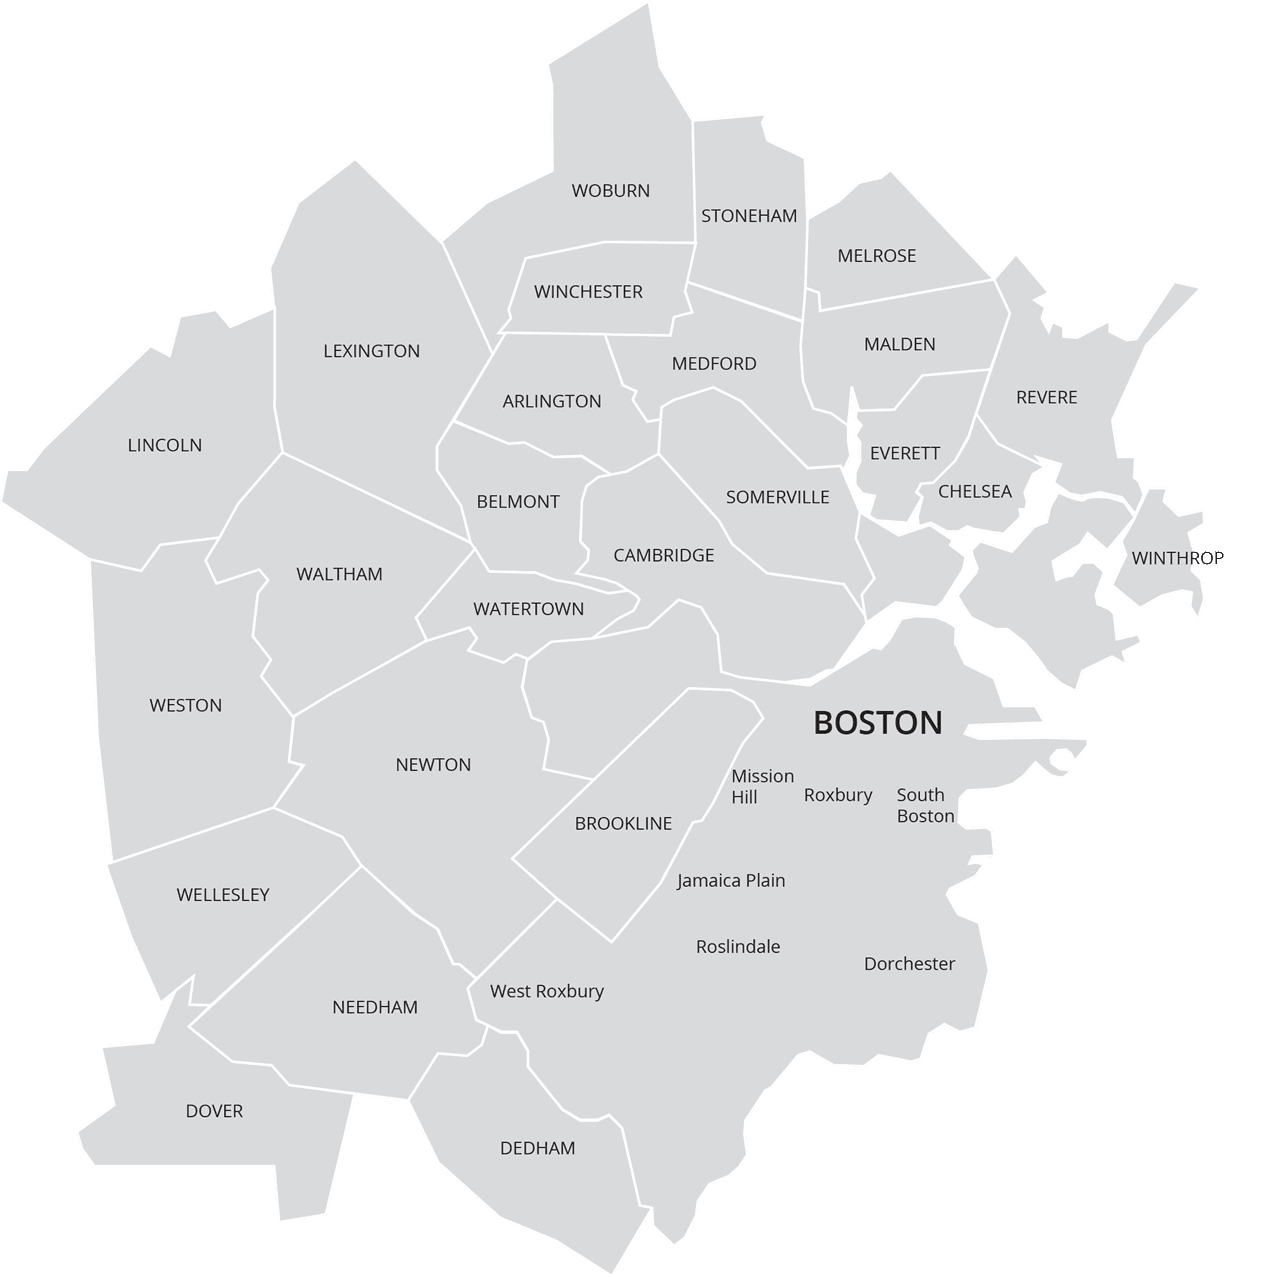 WOBURN
STONEHAM
MELROSE
WINCHESTER
MALDEN
LEXINGTON
MEDFORD
REVERE
ARLINGTON
LINCOLN
EVERETT
CHELSEA
SOMERVILLE
BELMONT
CAMBRIDGE
WINTHROP
WALTHAM
WATERTOWN
WESTON
BOSTON
NEWTON
Mission
Hill
Roxbury
South
Boston
BROOKLINE
Jamaica Plain
WELLESLEY
Roslindale
Dorchester
West Roxbury
NEEDHAM
DOVER
DEDHAM